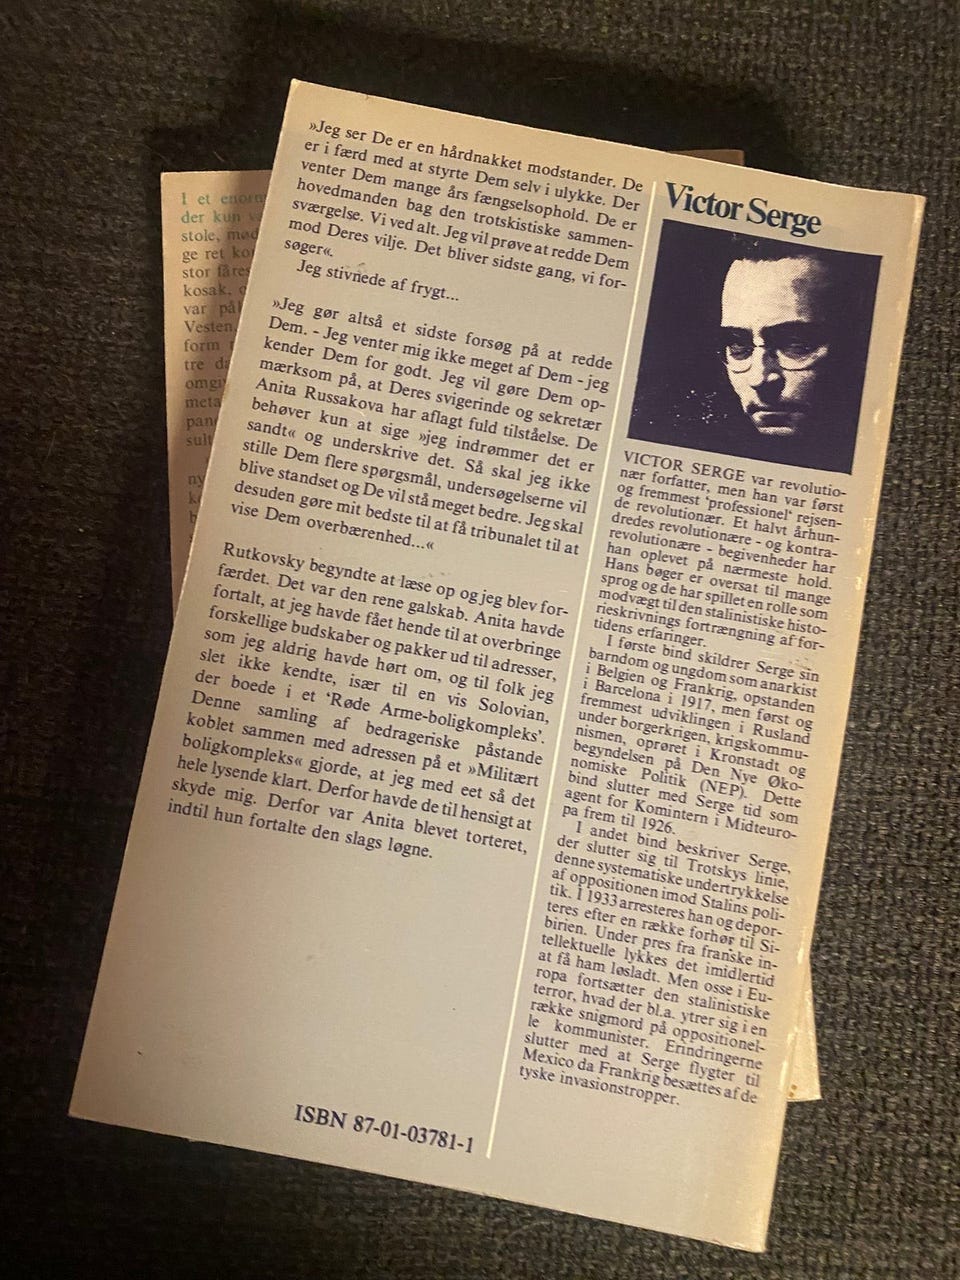 »Jeg ser De er en hårdnakket modstander. De
er i færd med at styrte Dem selv i ulykke. Der
venter Dem mange års fængselsophold. De er
hovedmanden bag den trotskistiske sammen-
sværgelse. Vi ved alt. Jeg vil prøve at redde Dem
mod Deres vilje. Det bliver sidste gang, vi for-
søger«.
Jeg stivnede af frygt...
»Jeg gør altså et sidste forsøg på at redde
Dem. - Jeg venter mig ikke meget af Dem - jeg
kender Dem for godt. Jeg vil gøre Dem op-
mærksom på, at Deres svigerinde og sekretær
Anita Russakova har aflagt fuld tilståelse. De
behøver kun at sige »jeg indrømmer det er
sandt« og underskrive det. Så skal jeg ikke
stille Dem flere spørgsmål, undersøgelserne vil
blive standset og De vil stå meget bedre. Jeg skal
desuden gøre mit bedste til at få tribunalet til at
vise Dem overbærenhed...«
Rutkovsky begyndte at læse op og jeg blev for-
færdet. Det var den rene galskab. Anita havde
fortalt, at jeg havde fået hende til at overbringe
forskellige budskaber og pakker ud til adresser,
som jeg aldrig havde hørt om, og til folk jeg
slet ikke kendte, især til en vis Solovian,
der boede i et 'Røde Arme-boligkompleks'.
Denne samling af bedrageriske påstande
koblet sammen med adressen på et »Militært
boligkompleks« gjorde, at jeg med eet så det
hele lysende klart. Derfor havde de til hensigt at
skyde mig. Derfor var Anita blevet torteret,
indtil hun fortalte den slags løgne.
ISBN 87-01-03781-1
Victor Serge
VICTOR SERGE var revolutio-
nær forfatter, men han var først
og fremmest 'professionel' rejsen-
de revolutionær. Et halvt århun-
dredes revolutionære - og kontra-
revolutionære - begivenheder har
han oplevet på nærmeste hold.
Hans bøger er oversat til mange
sprog og de har spillet en rolle som
modvægt til den stalinistiske histo-
rieskrivnings fortrængning af for-
tidens erfaringer.
I første bind skildrer Serge sin
barndom og ungdom som anarkist
i Belgien og Frankrig, opstanden
i Barcelona i 1917, men først og
fremmest udviklingen i Rusland
under borgerkrigen, krigskommu-
nismen, oprøret i Kronstadt og
begyndelsen på Den Nye Øko-
nomiske Politik (NEP). Dette
bind slutter med Serge tid som
agent for Komintern i Midteuro-
pa frem til 1926.
I andet bind beskriver Serge,
der slutter sig til Trotskys linie,
denne systematiske undertrykkelse
af oppositionen imod Stalins poli-
tik. I 1933 arresteres han og depor-
teres efter en række forhør til Si-
birien. Under pres fra franske in-
tellektuelle lykkes det imidlertid
at få ham løsladt. Men osse i Eu-
ropa fortsætter den stalinistiske
terror, hvad der bl.a. ytrer sig i en
række snigmord på oppositionel-
le kommunister. Erindringerne
slutter med at Serge flygter til
Mexico da Frankrig besættes af de
tyske invasionstropper.
I et
der kun
stole,
ge ret
stor
kosak,
var
Vesten,
form
tre